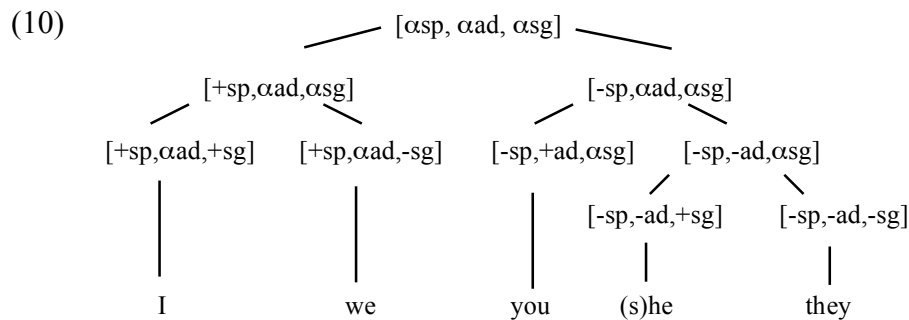 (10)
[αsp, αad, αsg]
[+sp,αad,αsg] [-sp,αad,αsg]
[+sp,αad,+sg] [+sp,αad,-sg] [-sp,+ad,αsg] [-sp,-ad,αsg]
[-sp,-ad,+sg] [-sp,-ad,-sg]
I we you (s)he they